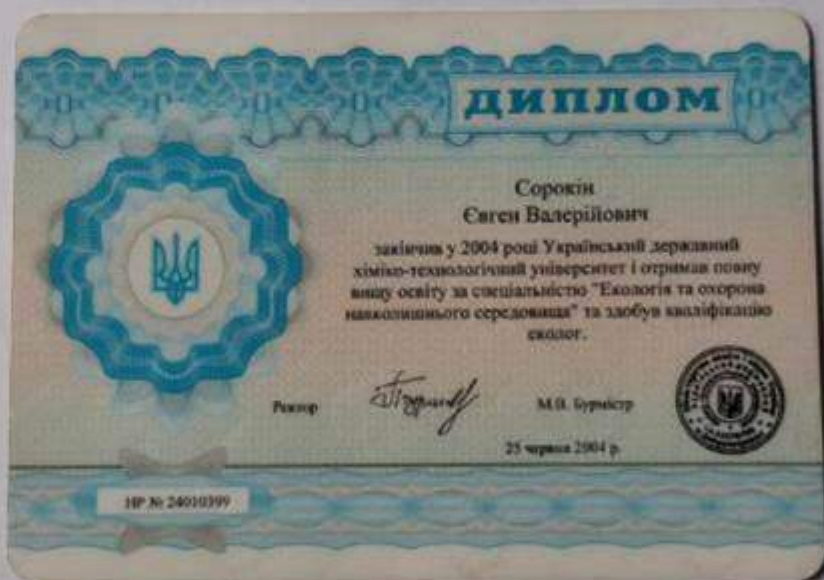 ДИПЛОМ
Сорокін
Євген Валерійович
закінчив у 2004 році Український державний
хіміко-технологічний університет і отримав повну
вищу освіту за спеціальністю "Екологія та охорона
навколишнього середовища" та здобув кваліфікацію
еколог.
Ректор
М.В. Бурмістр
25 червня 2004 р.
НР № 24010399